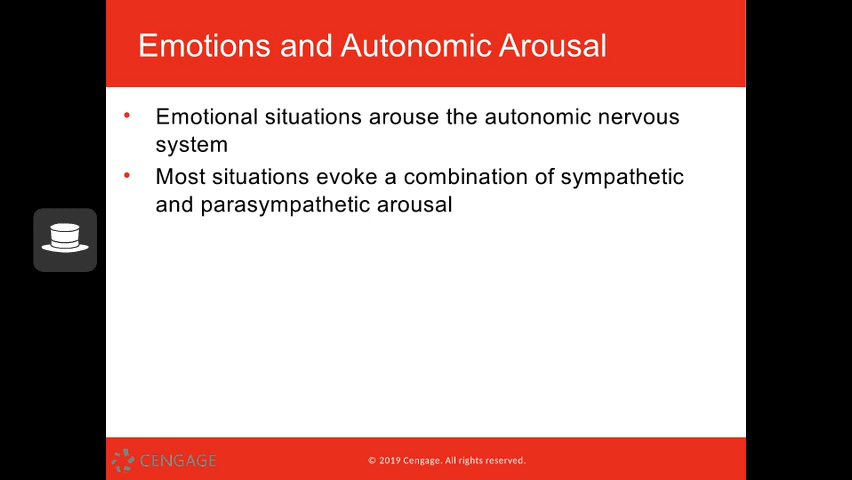 Emotions and Autonomic Arousal
• Emotional situations arouse the autonomic nervous
system
• Most situations evoke a combination of sympathetic
and parasympathetic arousal
CENGAGE
© 2019 Cengage. All rights reserved.